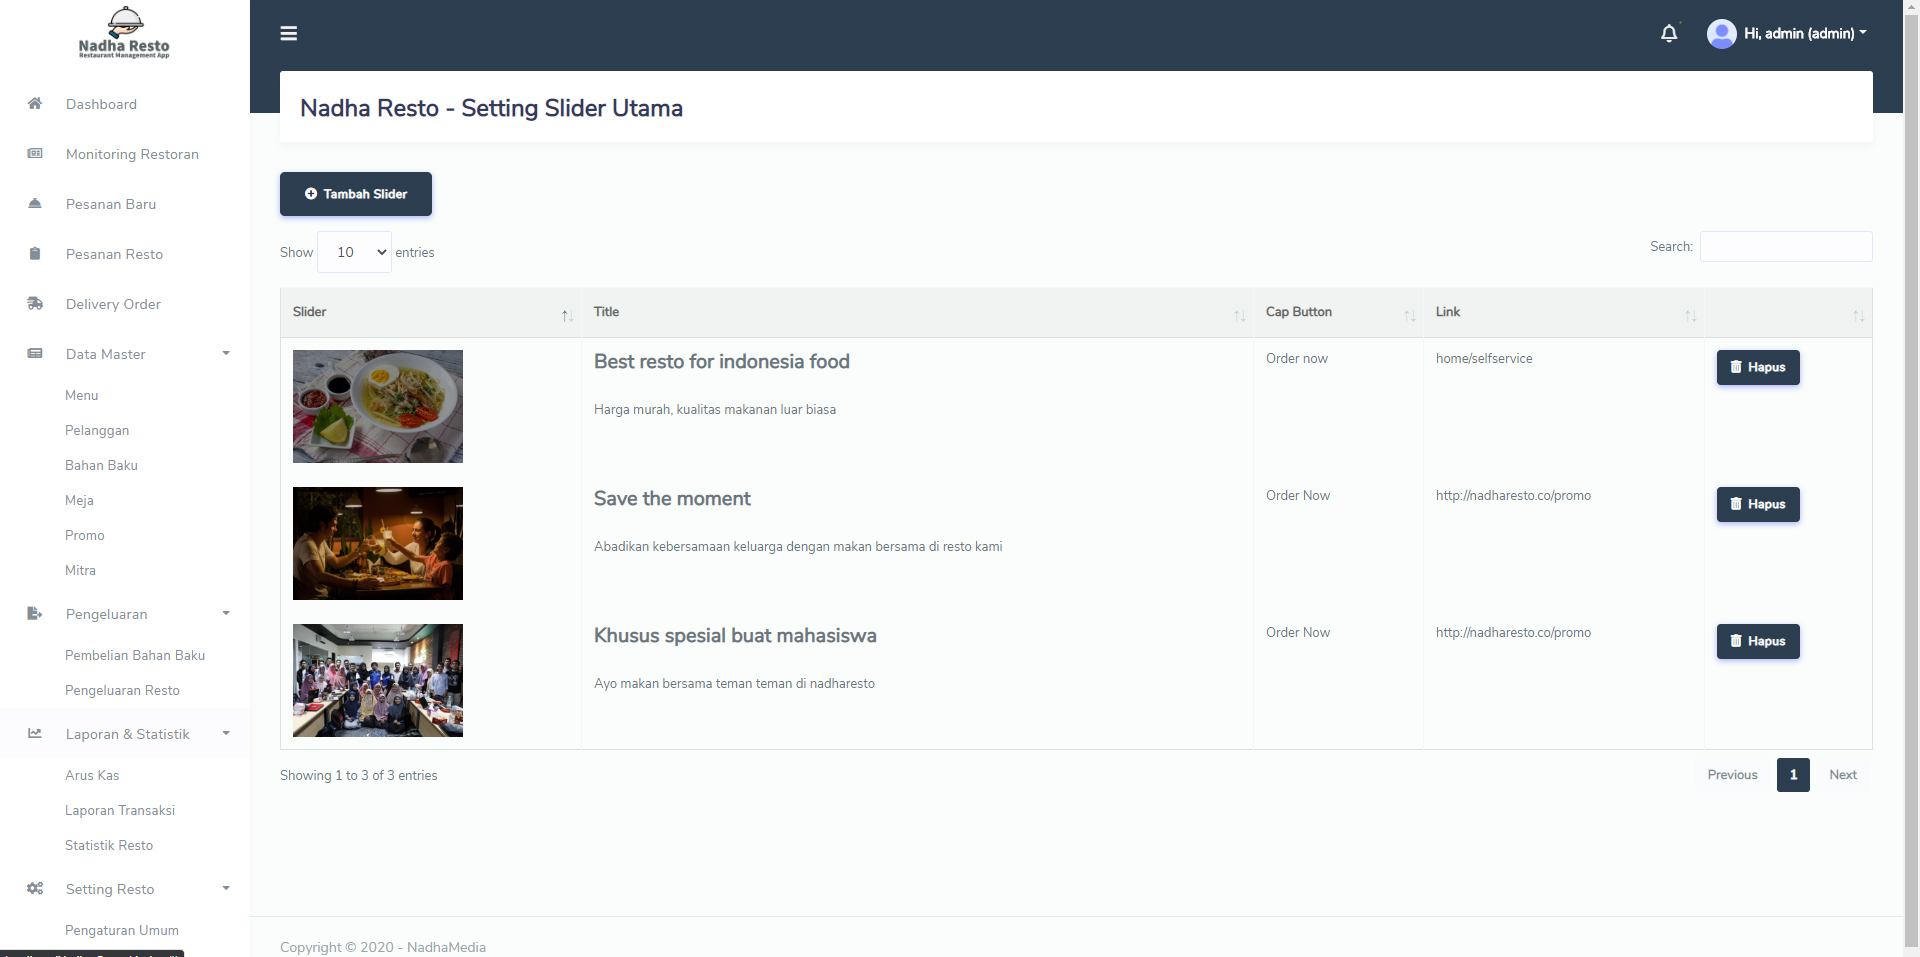 Nadha Resto
Restaurant Management App
Hi, admin (admin)
Dashboard
Monitoring Restoran
Pesanan Baru
Pesanan Resto
Delivery Order
Data Master
Menu
Pelanggan
Bahan Baku
Meja
Promo
Mitra
Pengeluaran
Pembelian Bahan Baku
Pengeluaran Resto
Laporan & Statistik
Arus Kas
Laporan Transaksi
Statistik Resto
Setting Resto
Pengaturan Umum
Nadha Resto - Setting Slider Utama
Tambah Slider
Show 10 entries
Search:
Slider Title Cap Button Link
Best resto for indonesia food Order now home/selfservice Hapus
Harga murah, kualitas makanan luar biasa
Save the moment Order Now http://nadharesto.co/promo Hapus
Abadikan kebersamaan keluarga dengan makan bersama di resto kami
Khusus spesial buat mahasiswa Order Now http://nadharesto.co/promo Hapus
Ayo makan bersama teman teman di nadharesto
Showing 1 to 3 of 3 entries
Previous 1 Next
Copyright © 2020 - NadhaMedia